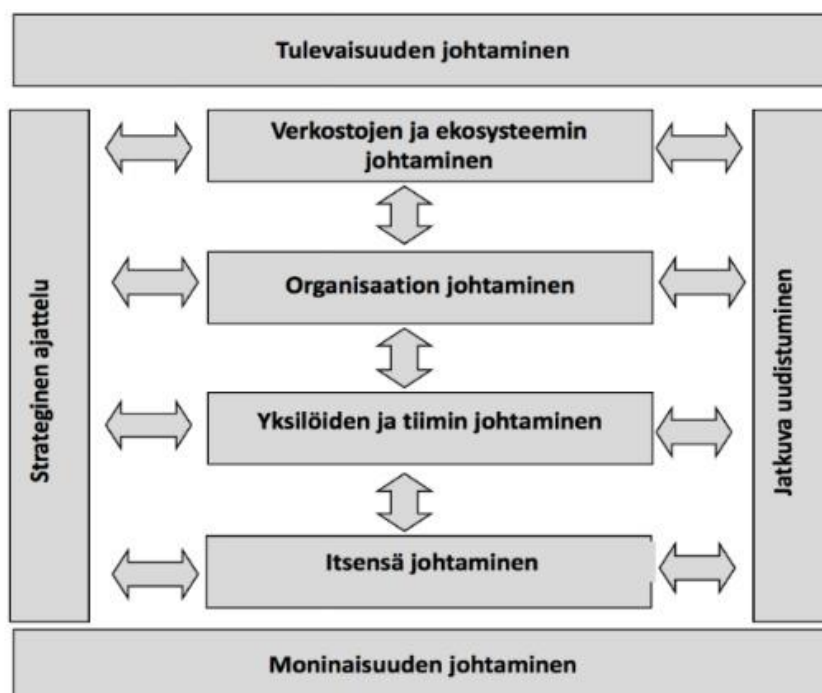 Tulevaisuuden johtaminen
Strateginen ajattelu
Verkostojen ja ekosysteemin
johtaminen
Organisaation johtaminen
Yksilöiden ja tiimin johtaminen
Itsensä johtaminen
Jatkuva uudistuminen
Moninaisuuden johtaminen